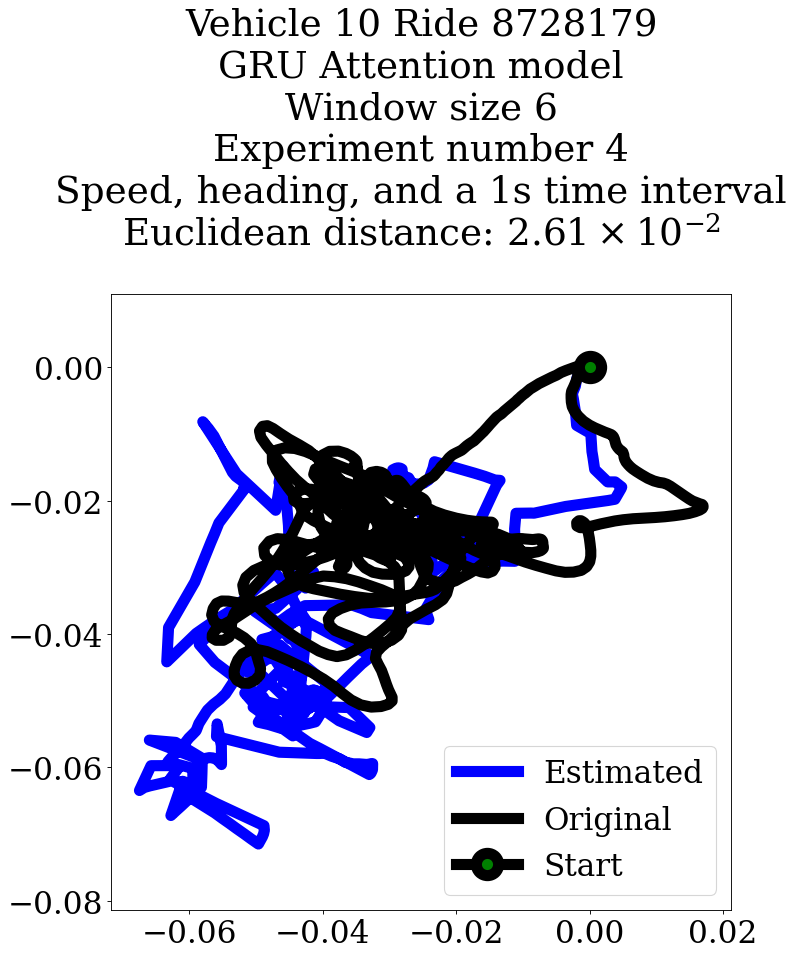 Vehicle 10 Ride 8728179
GRU Attention model
Window size 6
Experiment number 4
Speed, heading, and a 1s time interval
Euclidean distance: 2.61 × 10⁻²
0.00
−0.02
−0.04
−0.06
−0.08
Estimated
Original
Start
−0.06 −0.04 −0.02 0.00 0.02